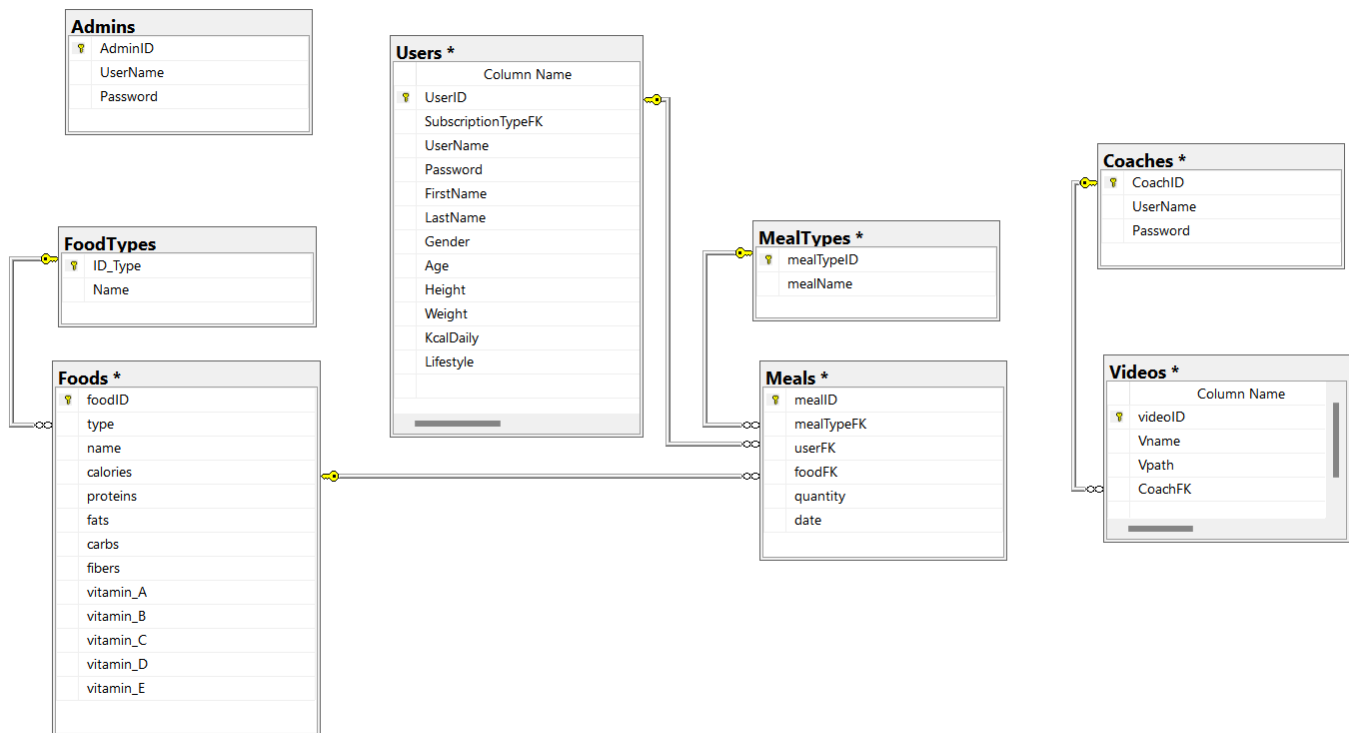 Admins
AdminID
UserName
Password
Users *
Column Name
UserID
SubscriptionTypeFK
UserName
Password
FirstName
LastName
Gender
Age
Height
Weight
KcalDaily
Lifestyle
FoodTypes
ID_Type
Name
Foods *
foodID
type
name
calories
proteins
fats
carbs
fibers
vitamin_A
vitamin_B
vitamin_C
vitamin_D
vitamin_E
MealTypes *
mealTypeID
mealName
Meals *
mealID
mealTypeFK
userFK
foodFK
quantity
date
Coaches *
CoachID
UserName
Password
Videos *
Column Name
videoID
Vname
Vpath
CoachFK